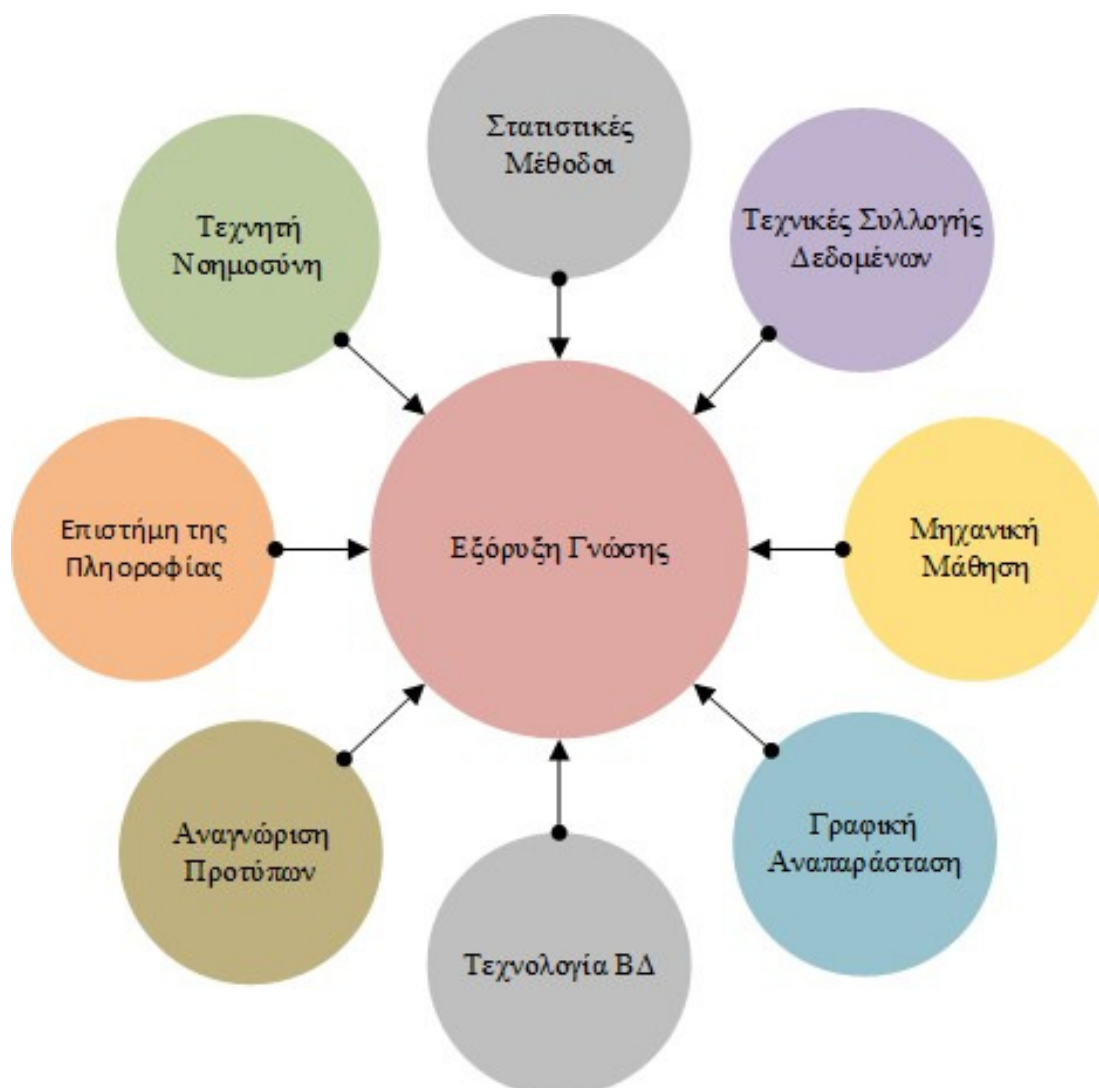 Στατιστικές
Μέθοδοι
Τεχνητή
Νοημοσύνη
Τεχνικές Συλλογής
Δεδομένων
Επιστήμη της
Πληοροφίας
Εξόρυξη Γνώσης
Μηχανική
Μάθηση
Αναγνώριση
Προτύπων
Γραφική
Αναπαράσταση
Τεχνολογία ΒΔ